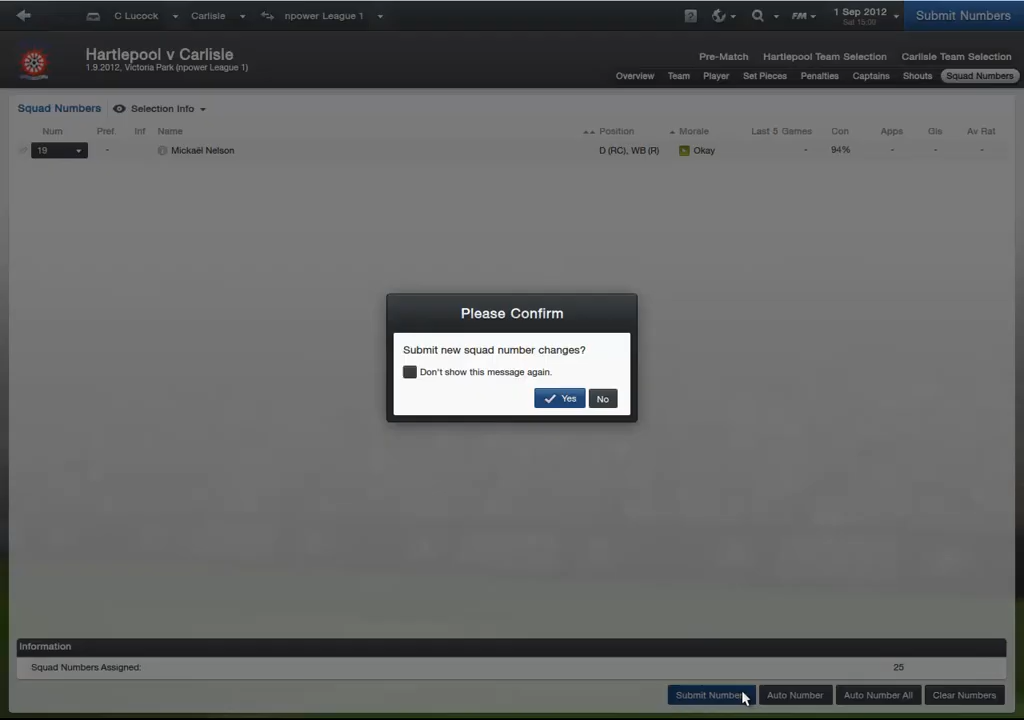 C Lucock Carlisle npower League 1 FM 1 Sep 2012 Submit Numbers
Sat 15:00
Hartlepool v Carlisle
1.9.2012, Victoria Park (npower League 1)
Pre-Match Hartlepool Team Selection Carlisle Team Selection
Overview Team Player Set Pieces Penalties Captains Shouts Squad Numbers
Squad Numbers Selection Info
Num Pref. Inf Name Position Morale Last 5 Games Con Apps Gls Av Rat
19 - Mickaël Nelson D (RC), WB (R) Okay - 94% - - -
Please Confirm
Submit new squad number changes?
Don't show this message again.
Yes No
Information
Squad Numbers Assigned: 25
Submit Numbers Auto Number Auto Number All Clear Numbers